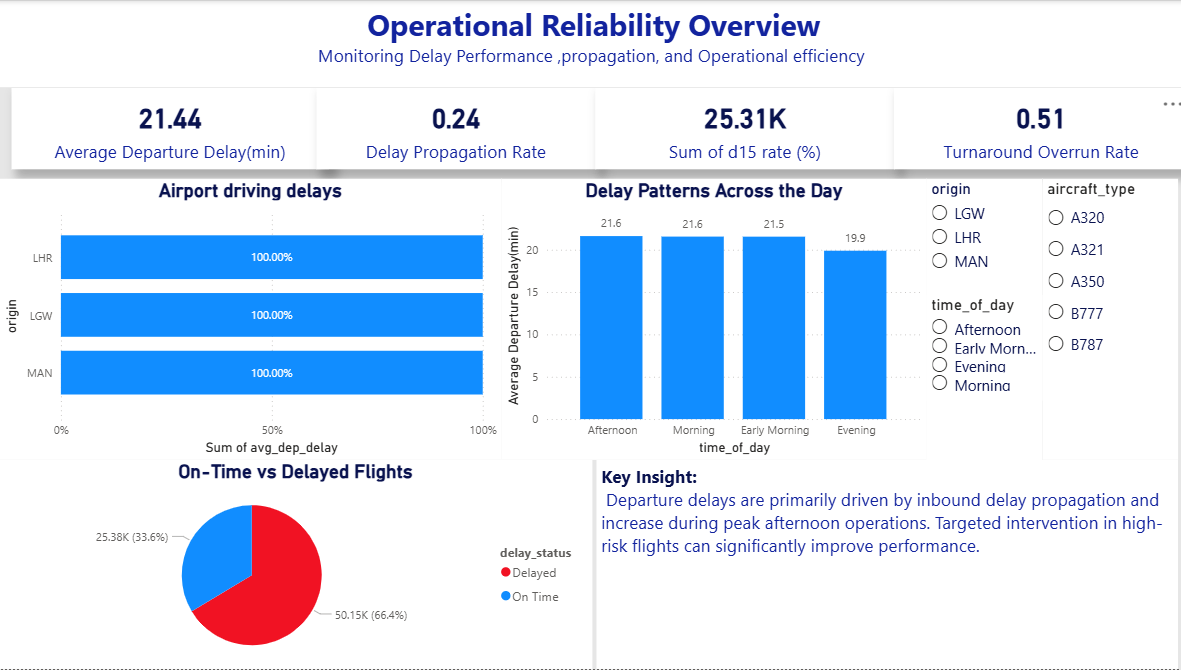 Operational Reliability Overview
Monitoring Delay Performance ,propagation, and Operational efficiency
21.44
Average Departure Delay(min)
0.24
Delay Propagation Rate
25.31K
Sum of d15 rate (%)
0.51
Turnaround Overrun Rate
Airport driving delays
origin
LHR
100.00%
LGW
100.00%
MAN
100.00%
0%
50%
100%
Sum of avg_dep_delay
Delay Patterns Across the Day
Average Departure Delay(min)
20
15
10
5
0
21.6
21.6
21.5
19.9
Afternoon
Morning
Early Morning
Evening
time_of_day
origin
LGW
LHR
MAN
time_of_day
Afternoon
Early Morn...
Evening
Morning
aircraft_type
A320
A321
A350
B777
B787
On-Time vs Delayed Flights
25.38K (33.6%)
50.15K (66.4%)
delay_status
Delayed
On Time
Key Insight:
Departure delays are primarily driven by inbound delay propagation and
increase during peak afternoon operations. Targeted intervention in high-
risk flights can significantly improve performance.